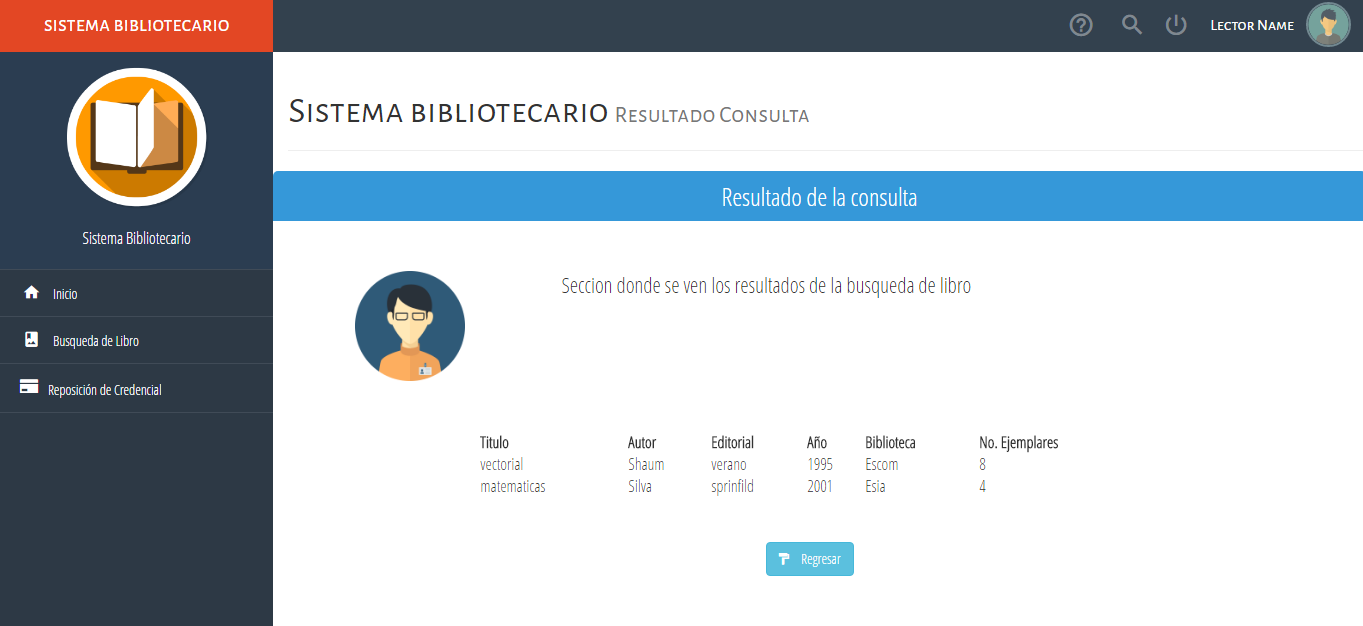 SISTEMA BIBLIOTECARIO
Lector Name
Sistema Bibliotecario
Inicio
Busqueda de Libro
Reposición de Credencial
Sistema bibliotecario Resultado Consulta
Resultado de la consulta
Seccion donde se ven los resultados de la busqueda de libro
Titulo Autor Editorial Año Biblioteca No. Ejemplares
vectorial Shaum verano 1995 Escom 8
matematicas Silva sprinfild 2001 Esia 4
Regresar